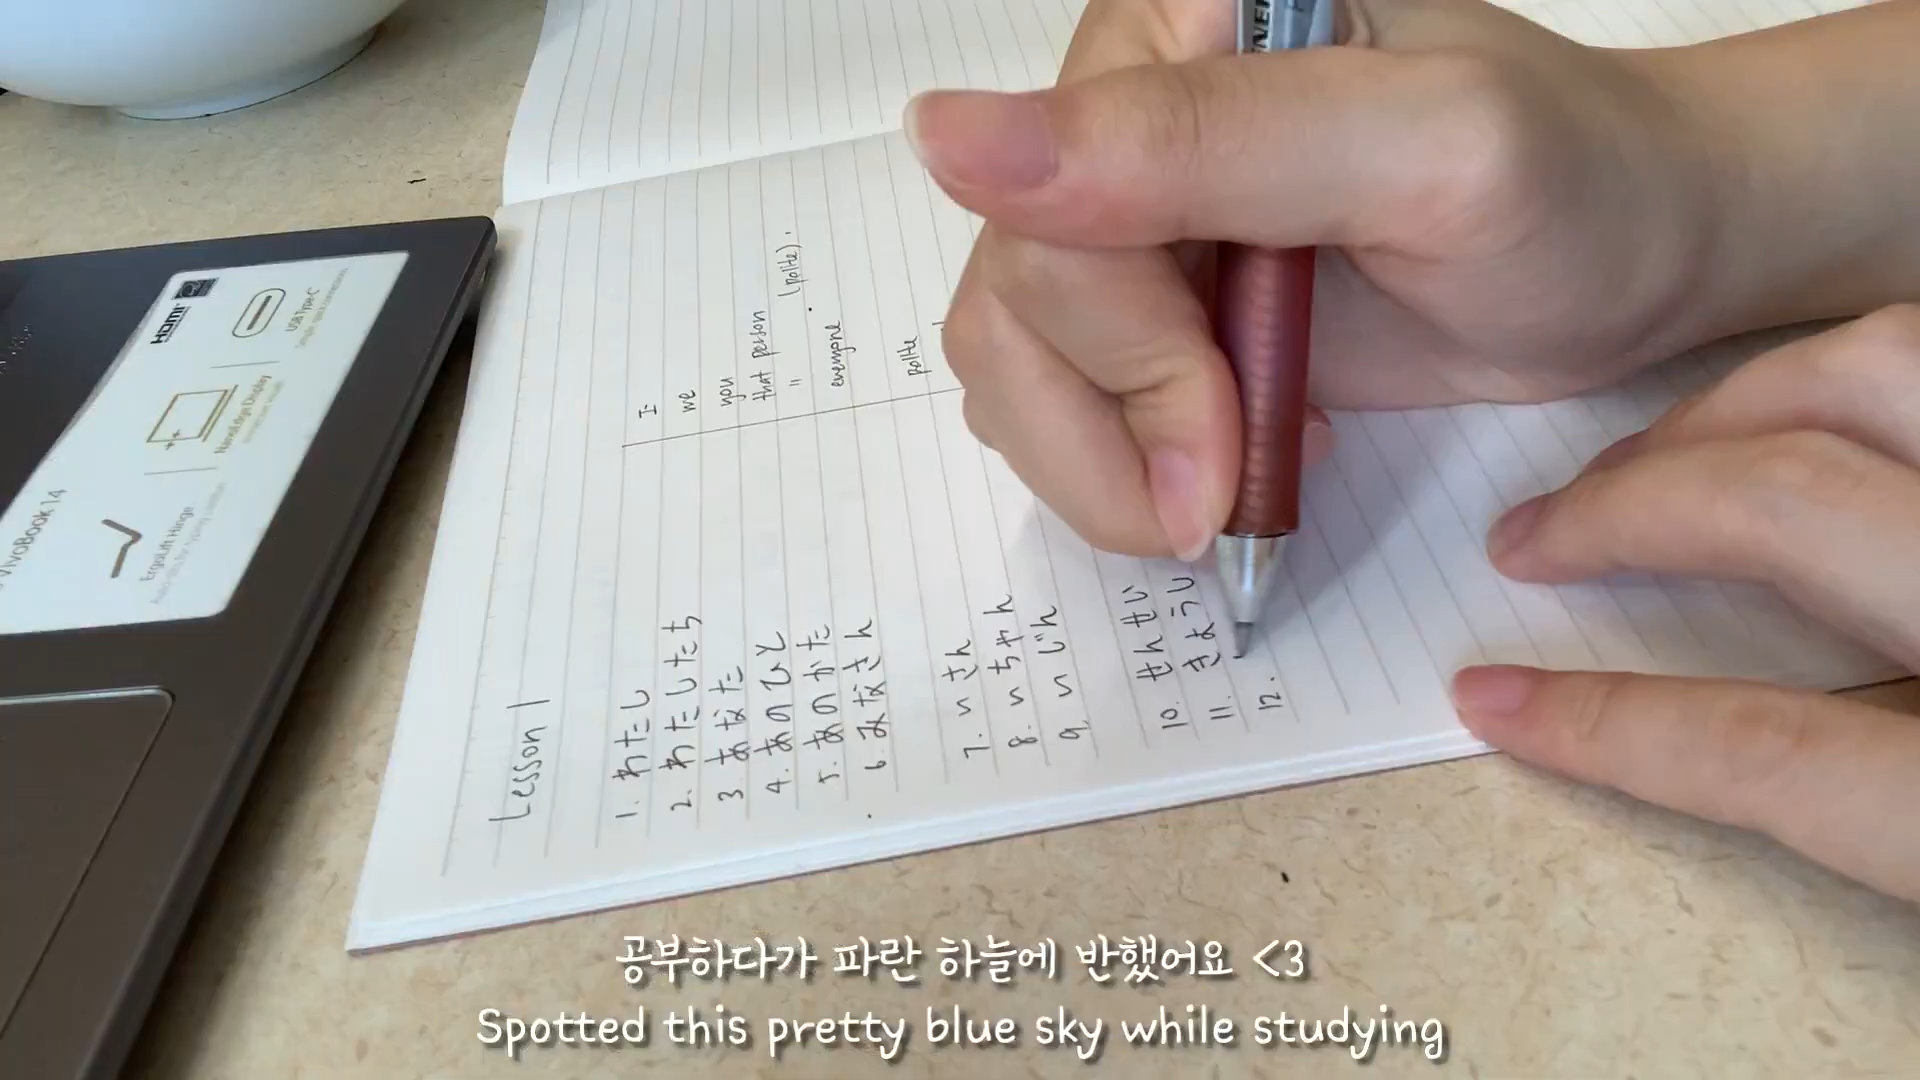 Lesson 1
1. わたし I
2. わたしたち we
3. あなた you
4. あのひと that person
5. あのかた " (polite).
6. みなさん everyone
7. ~さん polite
8. ~ちゃん
9. ~じん
10. せんせい
11. きょうし
12.
HDMI
USB Type-C
NanoEdge Display
ErgoLift Hinge
VivoBook 14
공부하다가 파란 하늘에 반했어요 <3
Spotted this pretty blue sky while studying